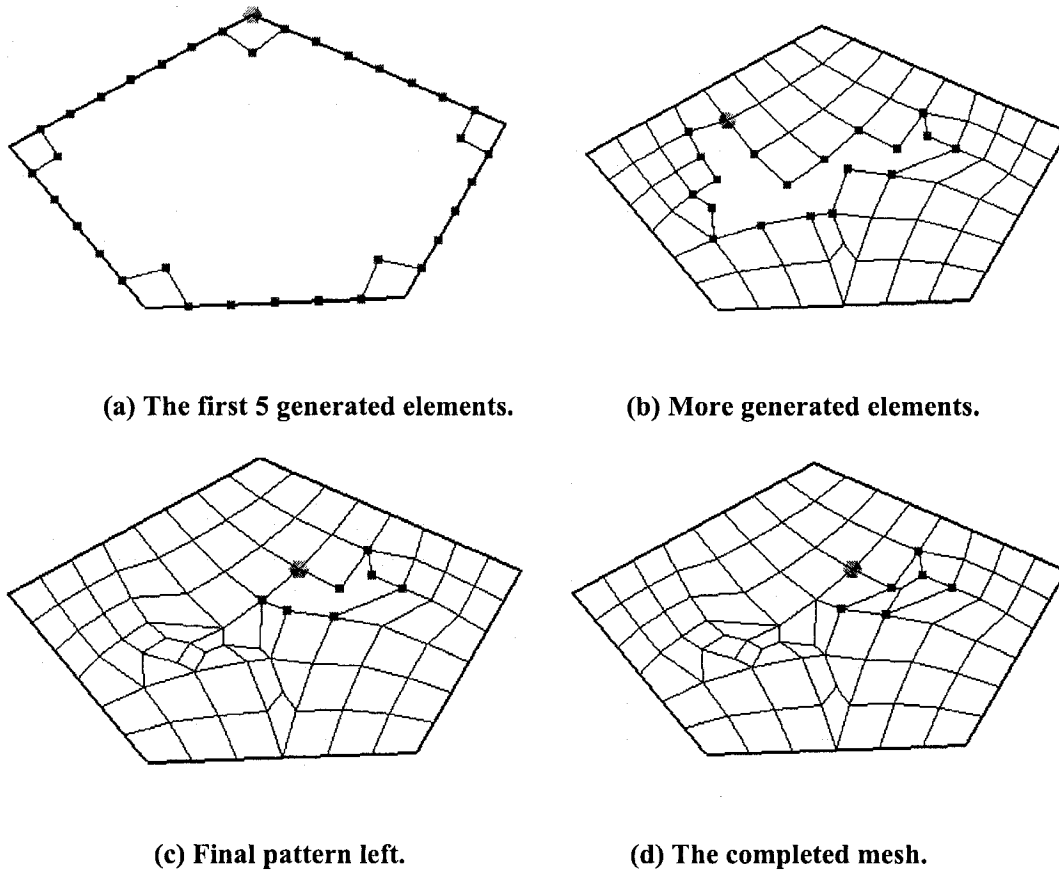 (a) The first 5 generated elements.
(b) More generated elements.
(c) Final pattern left.
(d) The completed mesh.